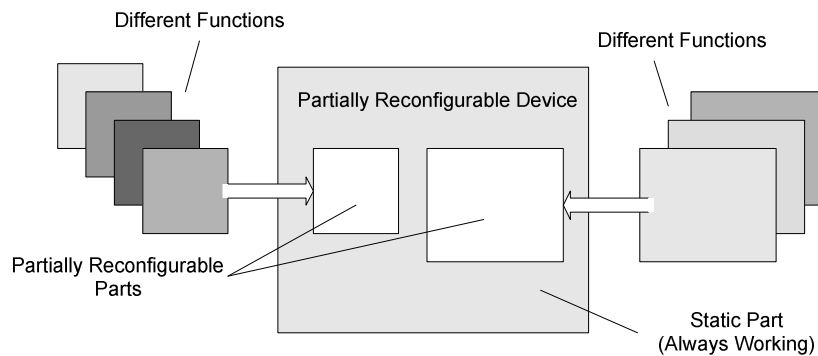 Different Functions
Different Functions
Partially Reconfigurable Device
Partially Reconfigurable
Parts
Static Part
(Always Working)